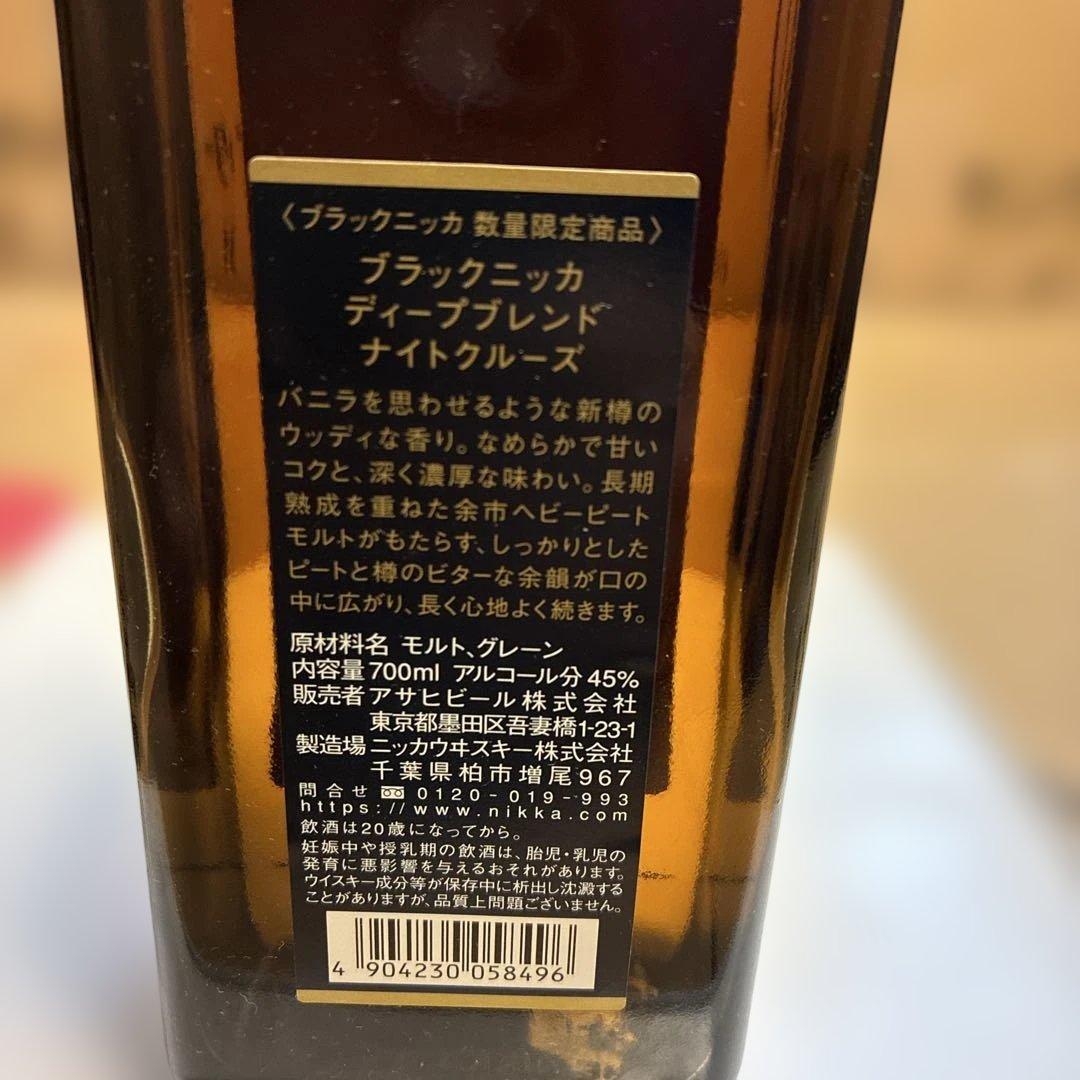 〈ブラックニッカ 数量限定商品〉
ブラックニッカ
ディープブレンド
ナイトクルーズ
バニラを思わせるような新樽の
ウッディな香り。なめらかで甘い
コクと、深く濃厚な味わい。長期
熟成を重ねた余市ヘビーピート
モルトがもたらす、しっかりとした
ピートと樽のビターな余韻が口の
中に広がり、長く心地よく続きます。
原材料名 モルト、グレーン
内容量 700ml アルコール分 45%
販売者 アサヒビール株式会社
東京都墨田区吾妻橋1-23-1
製造場 ニッカウヰスキー株式会社
千葉県柏市増尾967
問合せ 0120-019-993
https://www.nikka.com
飲酒は20歳になってから。
妊娠中や授乳期の飲酒は、胎児・乳児の
発育に悪影響を与えるおそれがあります。
ウイスキー成分等が保存中に析出し沈澱する
ことがありますが、品質上問題ございません。
4 904230 058496